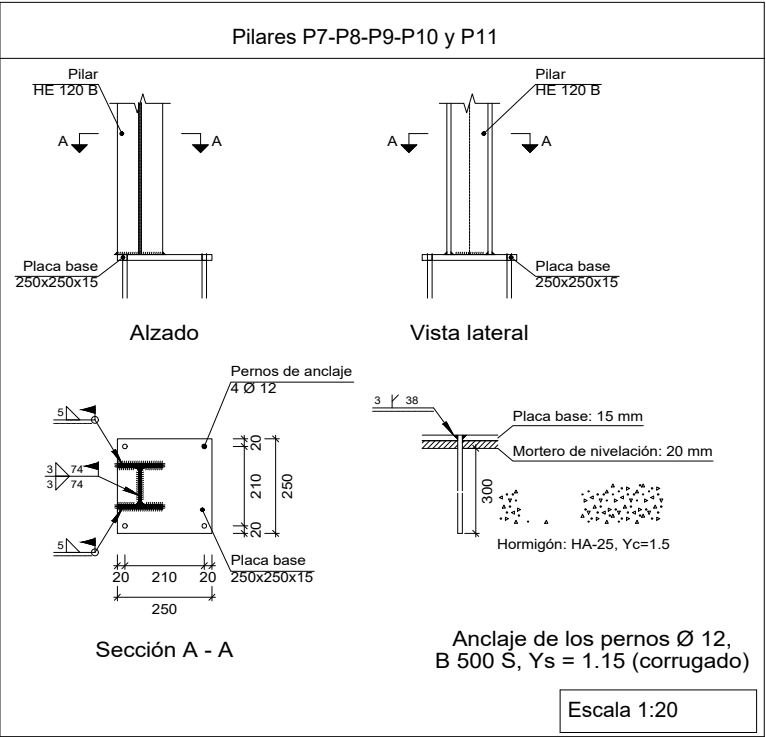 Pilares P7-P8-P9-P10 y P11
Pilar
HE 120 B
A
A
Placa base
250x250x15
Alzado
Pilar
HE 120 B
A
A
Placa base
250x250x15
Vista lateral
Pernos de anclaje
4 Ø 12
5
3
74
3
74
5
20
210
20
250
20
210
20
250
Placa base
250x250x15
Sección A - A
3
38
Placa base: 15 mm
Mortero de nivelación: 20 mm
300
Hormigón: HA-25, Yc=1.5
Anclaje de los pernos Ø 12,
B 500 S, Ys = 1.15 (corrugado)
Escala 1:20